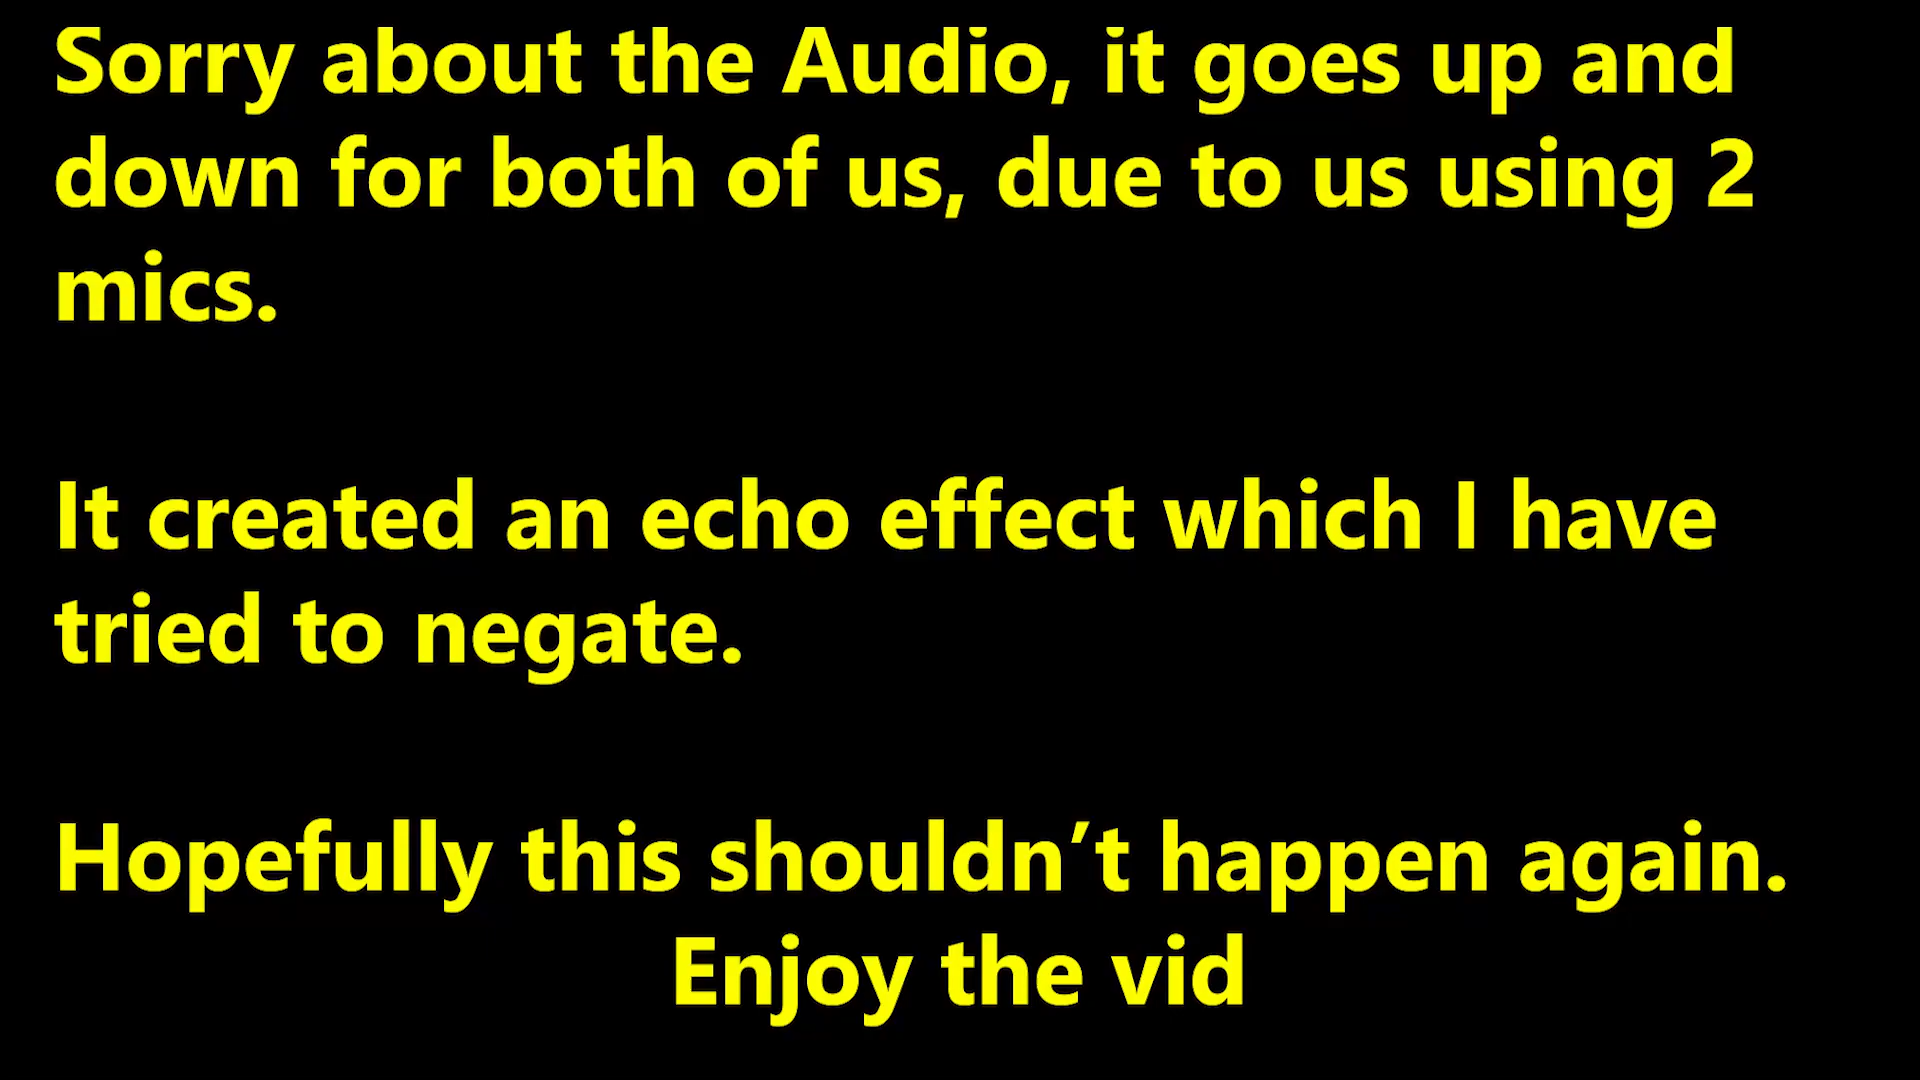 Sorry about the Audio, it goes up and
down for both of us, due to us using 2
mics.
It created an echo effect which I have
tried to negate.
Hopefully this shouldn’t happen again.
Enjoy the vid